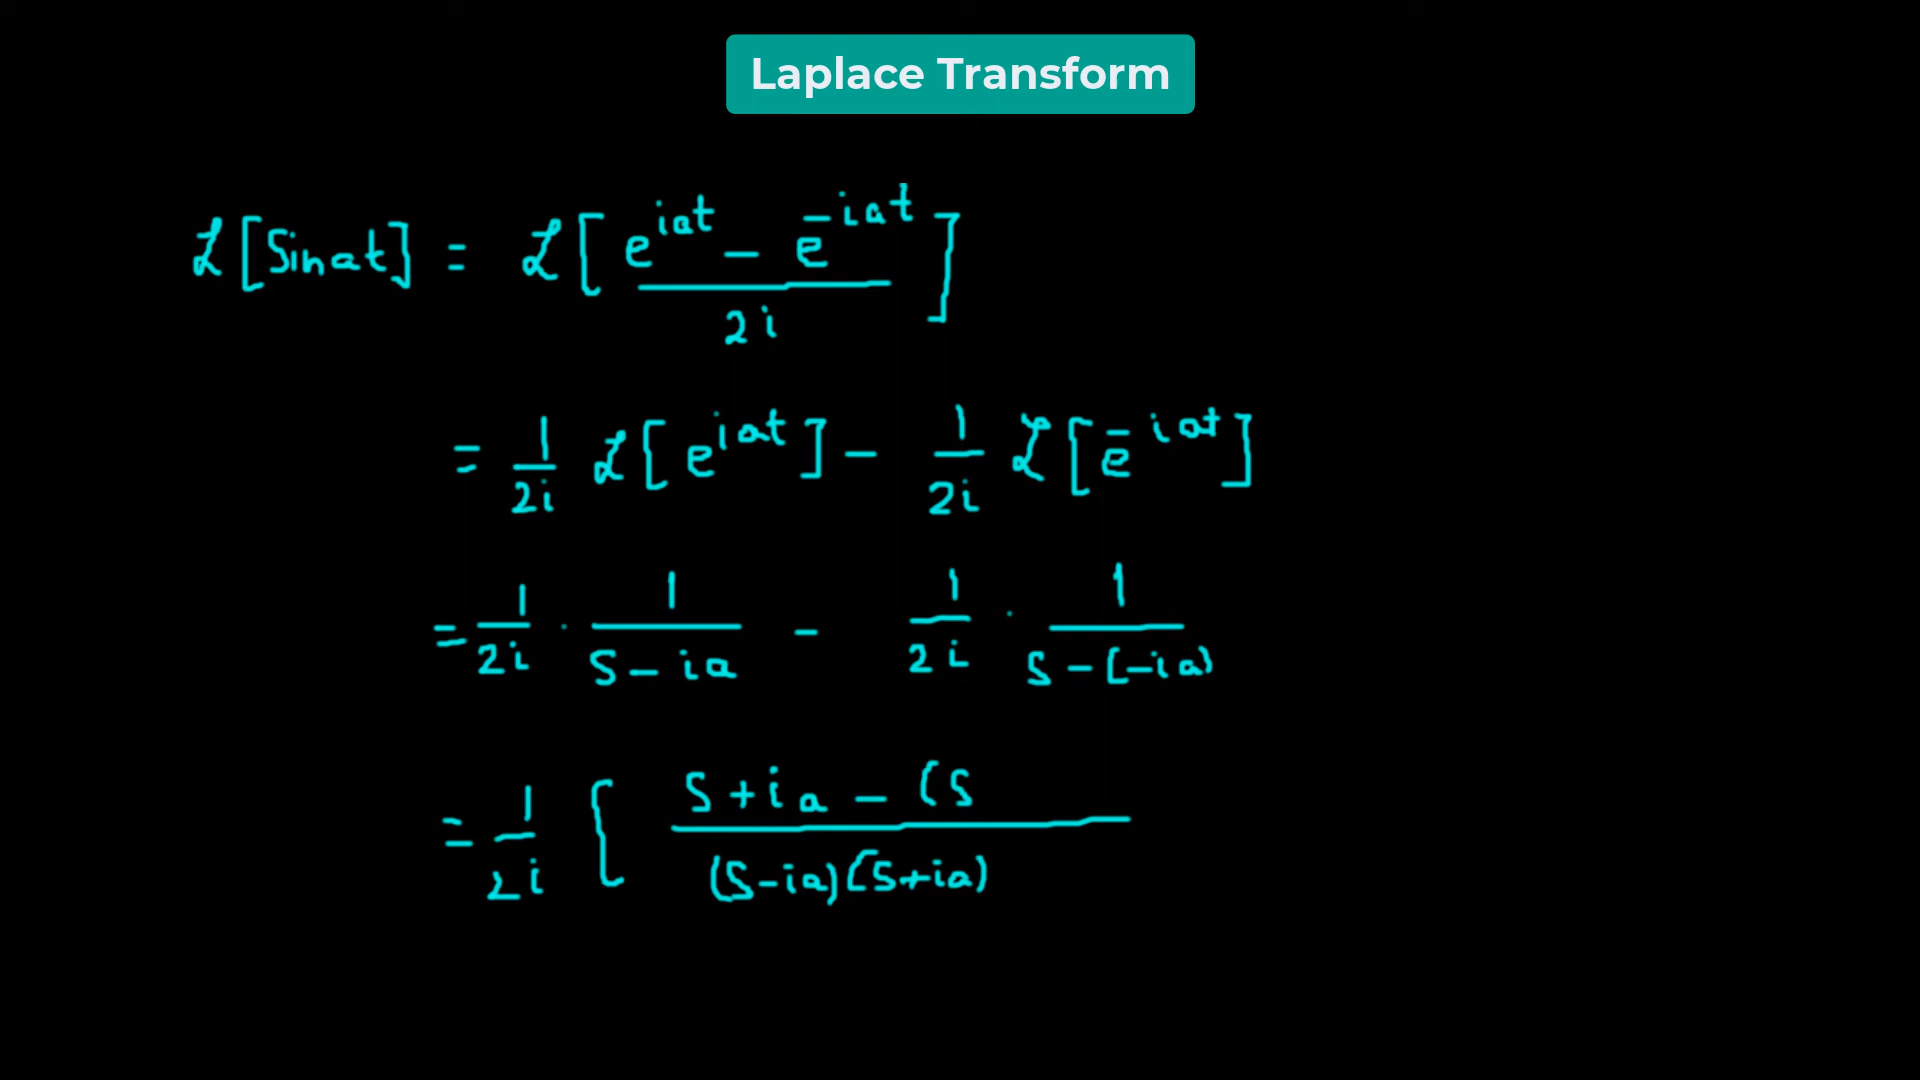 Laplace Transform
ℒ[Sinat] = ℒ[(e^{iat} - e^{-iat})/2i]
= 1/2i ℒ[e^{iat}] - 1/2i ℒ[e^{-iat}]
= 1/2i · 1/(S - ia) - 1/2i · 1/(S - (-ia))
= 1/2i [ (S + ia - (S)/((S-ia)(S+ia))